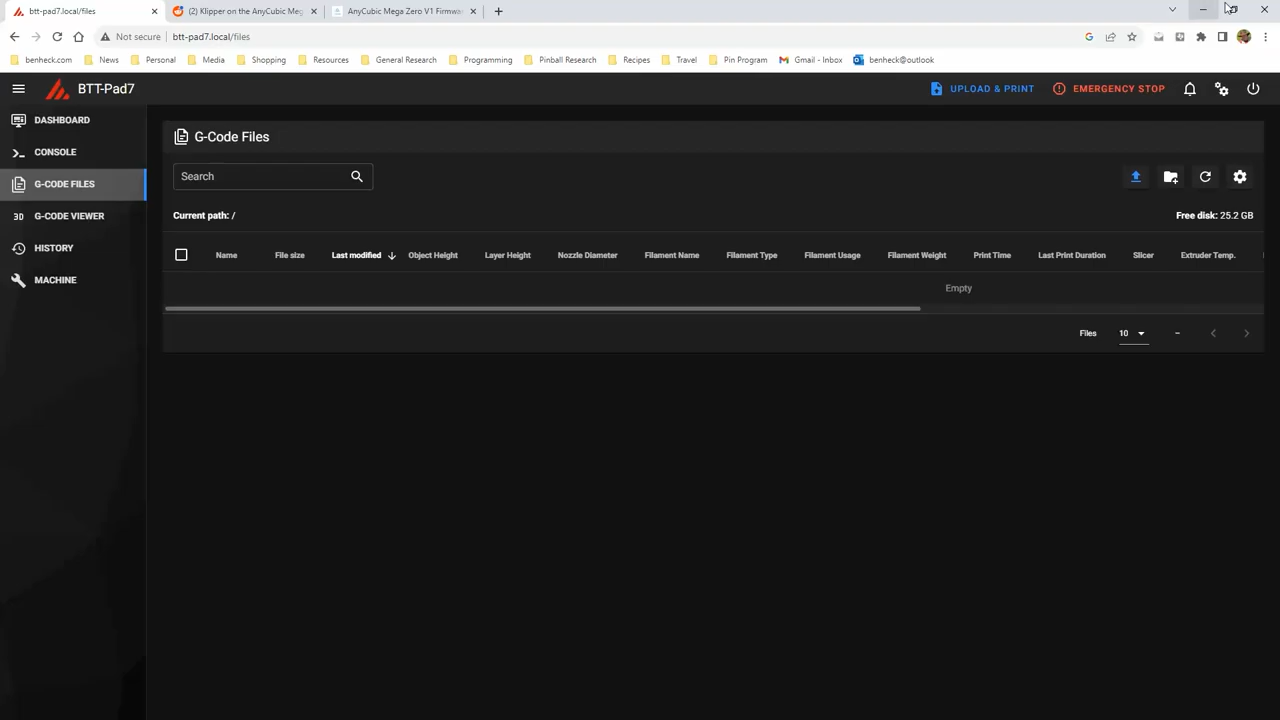 btt-pad7.local/files
(2) Klipper on the AnyCubic Meg
AnyCubic Mega Zero V1 Firmwa
Not secure
btt-pad7.local/files
benheck.com
News
Personal
Media
Shopping
Resources
General Research
Programming
Pinball Research
Recipes
Travel
Pin Program
Gmail - Inbox
benheck@outlook
BTT-Pad7
UPLOAD & PRINT
EMERGENCY STOP
DASHBOARD
CONSOLE
G-CODE FILES
3D G-CODE VIEWER
HISTORY
MACHINE
G-Code Files
Search
Current path: /
Free disk: 25.2 GB
Name
File size
Last modified
Object Height
Layer Height
Nozzle Diameter
Filament Name
Filament Type
Filament Usage
Filament Weight
Print Time
Last Print Duration
Slicer
Extruder Temp.
Empty
Files
10
–